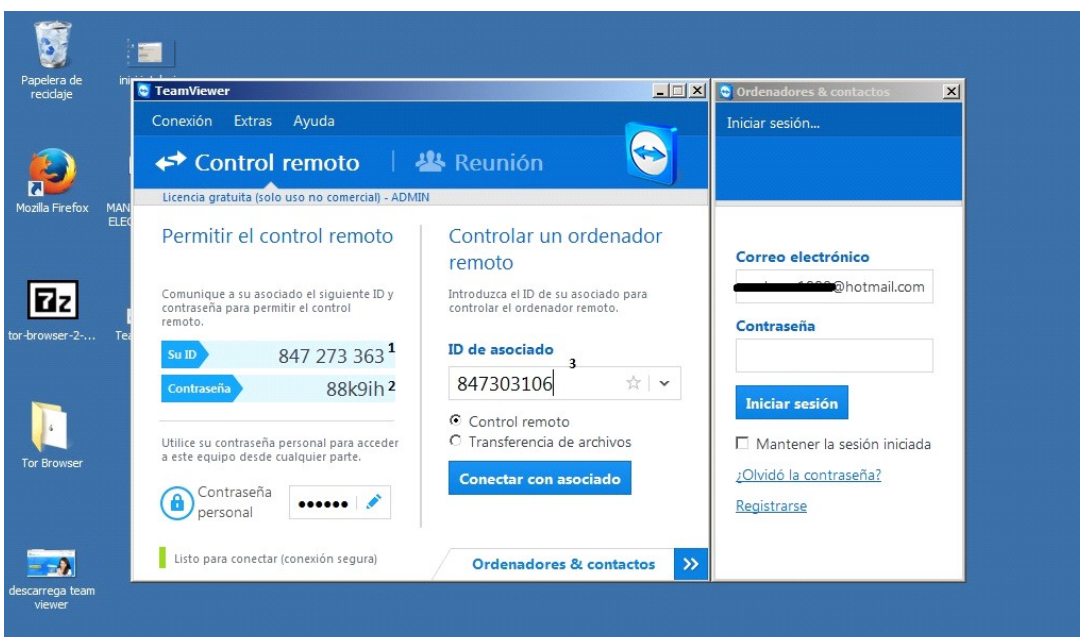 Papelera de
reciclaje
Mozilla Firefox
MAN
ELEC
7z
tor-browser-2-...
Tea
Tor Browser
descarrega team
viewer
TeamViewer
Conexión Extras Ayuda
Control remoto
Reunión
Licencia gratuita (solo uso no comercial) - ADMIN
Permitir el control remoto
Comunique a su asociado el siguiente ID y
contraseña para permitir el control
remoto.
Su ID 847 273 363 1
Contraseña 88k9ih 2
Utilice su contraseña personal para acceder
a este equipo desde cualquier parte.
Contraseña
personal
Listo para conectar (conexión segura)
Controlar un ordenador
remoto
Introduzca el ID de su asociado para
controlar el ordenador remoto.
ID de asociado
3
847303106
Control remoto
Transferencia de archivos
Conectar con asociado
Ordenadores & contactos
Ordenadores & contactos
Iniciar sesión...
Correo electrónico
@hotmail.com
Contraseña
Iniciar sesión
Mantener la sesión iniciada
¿Olvidó la contraseña?
Registrarse